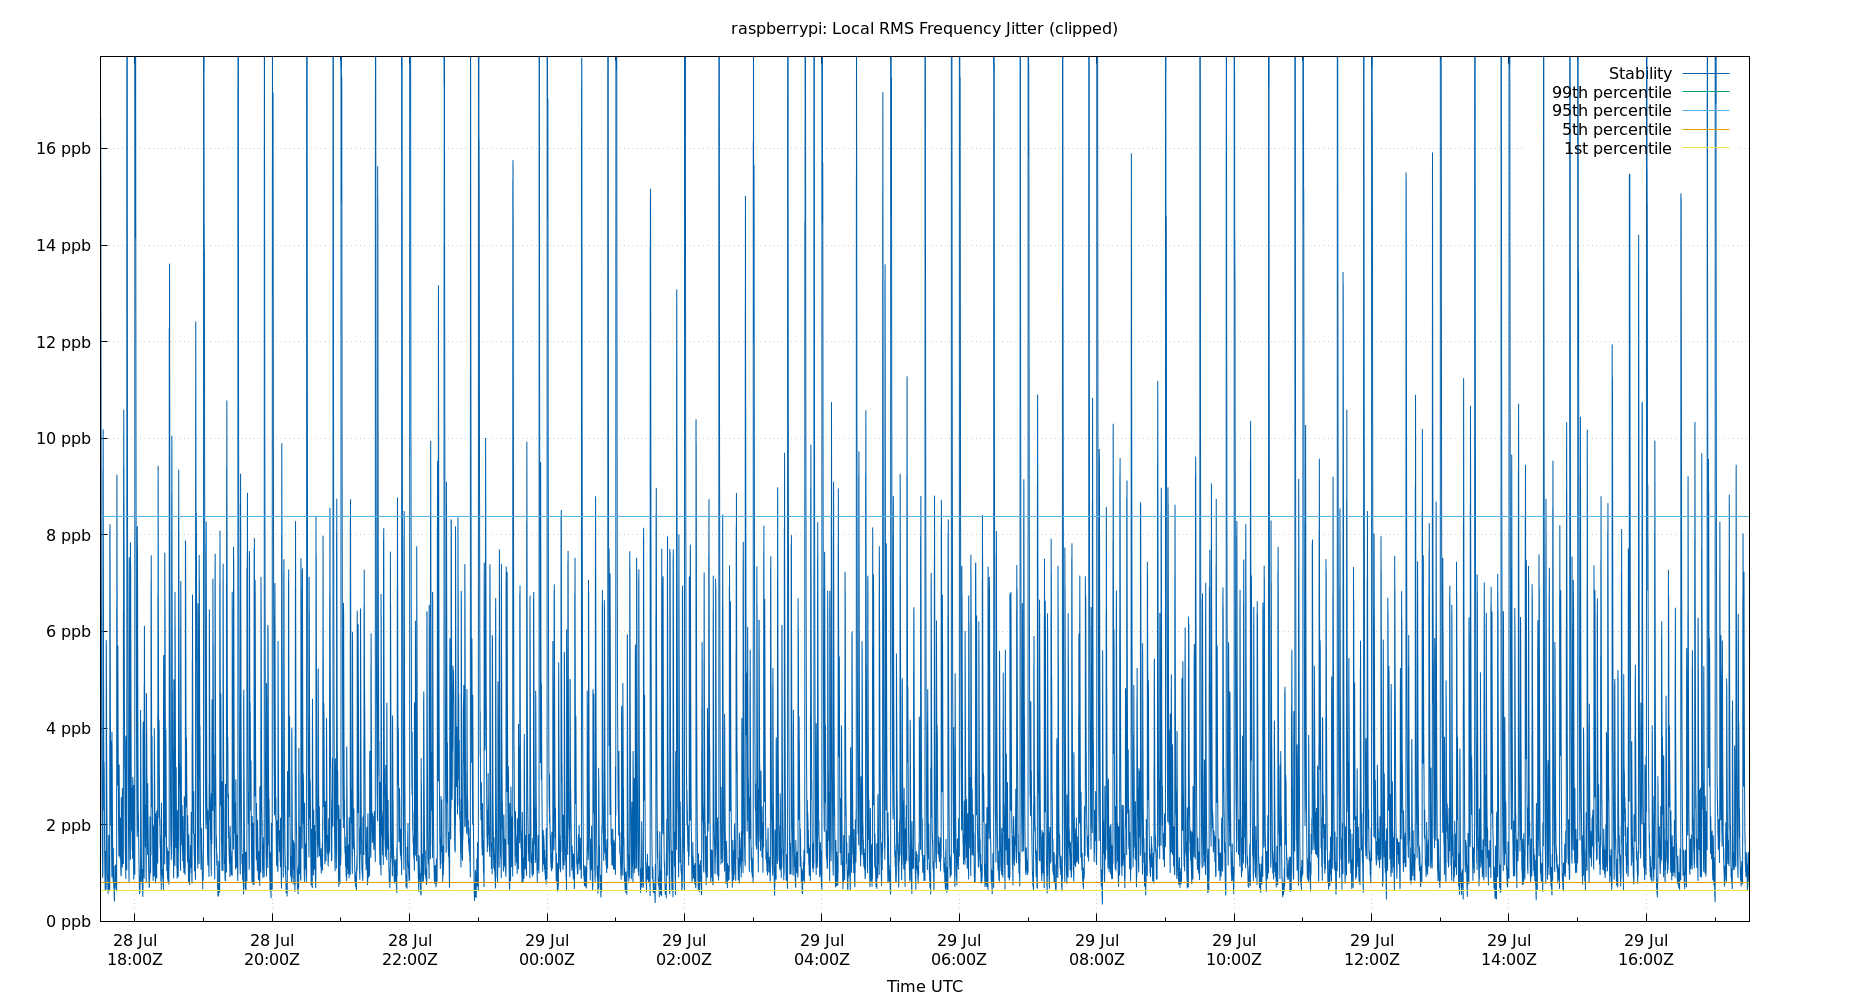 raspberrypi: Local RMS Frequency Jitter (clipped)
Stability
99th percentile
95th percentile
5th percentile
1st percentile
16 ppb
14 ppb
12 ppb
10 ppb
8 ppb
6 ppb
4 ppb
2 ppb
0 ppb
28 Jul 28 Jul 28 Jul 29 Jul 29 Jul 29 Jul 29 Jul 29 Jul 29 Jul 29 Jul 29 Jul 29 Jul
18:00Z 20:00Z 22:00Z 00:00Z 02:00Z 04:00Z 06:00Z 08:00Z 10:00Z 12:00Z 14:00Z 16:00Z
Time UTC